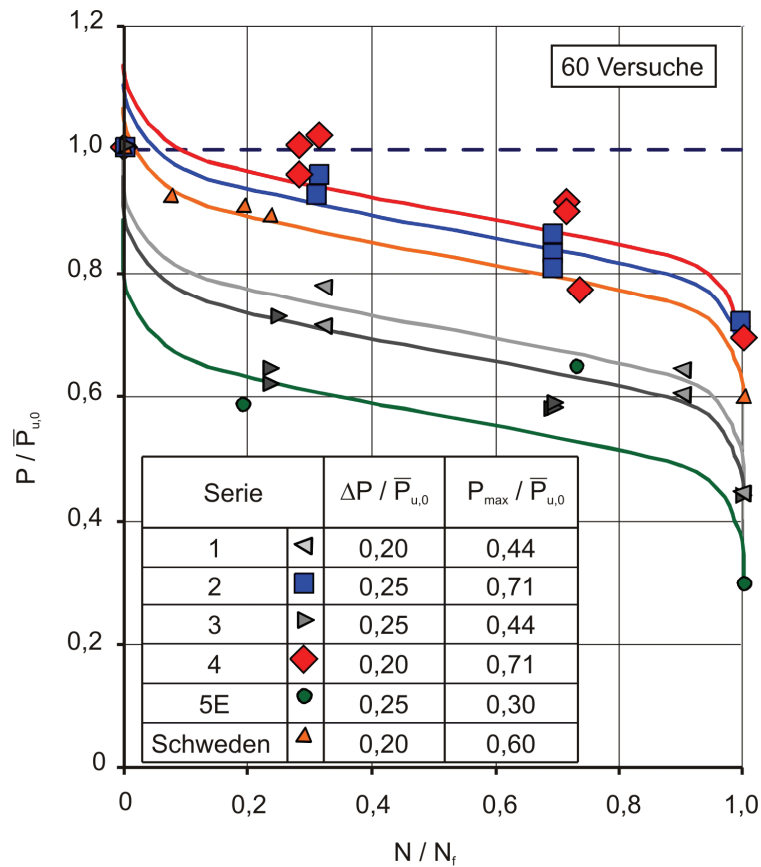 1,2
60 Versuche
1,0
0,8
0,6
0,4
0,2
0
P / P̅u,0
Serie ΔP / P̅u,0 Pmax / P̅u,0
1 0,20 0,44
2 0,25 0,71
3 0,25 0,44
4 0,20 0,71
5E 0,25 0,30
Schweden 0,20 0,60
0 0,2 0,4 0,6 0,8 1,0
N / Nf